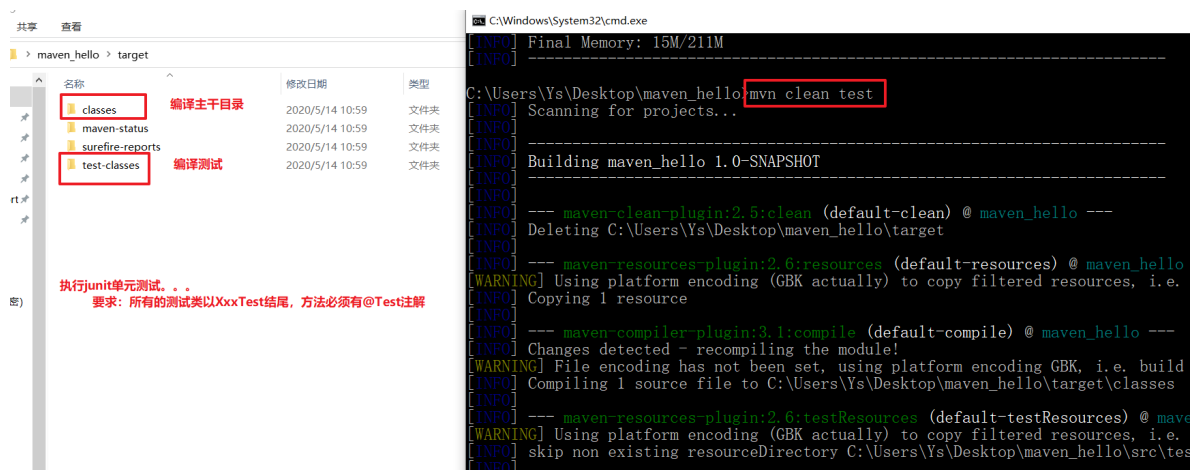 共享 查看
maven_hello > target
名称 修改日期 类型
classes 2020/5/14 10:59 文件夹
编译主干目录
maven-status 2020/5/14 10:59 文件夹
surefire-reports 2020/5/14 10:59 文件夹
test-classes 2020/5/14 10:59 文件夹
编译测试
rt
执行junit单元测试。。。
要求：所有的测试类以XxxTest结尾，方法必须有@Test注解
密)
C:\Windows\System32\cmd.exe
[INFO] Final Memory: 15M/211M
[INFO] ------------------------------------------------------------------------
C:\Users\Ys\Desktop\maven_hello>mvn clean test
[INFO] Scanning for projects...
[INFO]
[INFO] ------------------------------------------------------------------------
[INFO] Building maven_hello 1.0-SNAPSHOT
[INFO] ------------------------------------------------------------------------
[INFO]
[INFO] --- maven-clean-plugin:2.5:clean (default-clean) @ maven_hello ---
[INFO] Deleting C:\Users\Ys\Desktop\maven_hello\target
[INFO]
[INFO] --- maven-resources-plugin:2.6:resources (default-resources) @ maven_hello
[WARNING] Using platform encoding (GBK actually) to copy filtered resources, i.e.
[INFO] Copying 1 resource
[INFO]
[INFO] --- maven-compiler-plugin:3.1:compile (default-compile) @ maven_hello ---
[INFO] Changes detected - recompiling the module!
[WARNING] File encoding has not been set, using platform encoding GBK, i.e. build
[INFO] Compiling 1 source file to C:\Users\Ys\Desktop\maven_hello\target\classes
[INFO]
[INFO] --- maven-resources-plugin:2.6:testResources (default-testResources) @ mave
[WARNING] Using platform encoding (GBK actually) to copy filtered resources, i.e.
[INFO] skip non existing resourceDirectory C:\Users\Ys\Desktop\maven_hello\src\tes
[INFO]